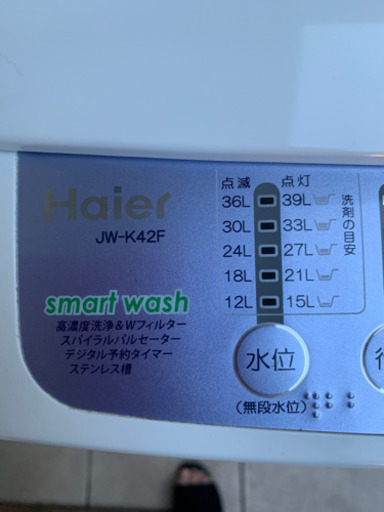 Haier
JW-K42F
smart wash
高濃度洗浄&Wフィルター
スパイラルパルセーター
デジタル予約タイマー
ステンレス槽
点滅 点灯
36L 39L
30L 33L
24L 27L
18L 21L
12L 15L
洗剤の目安
水位
(無段水位)